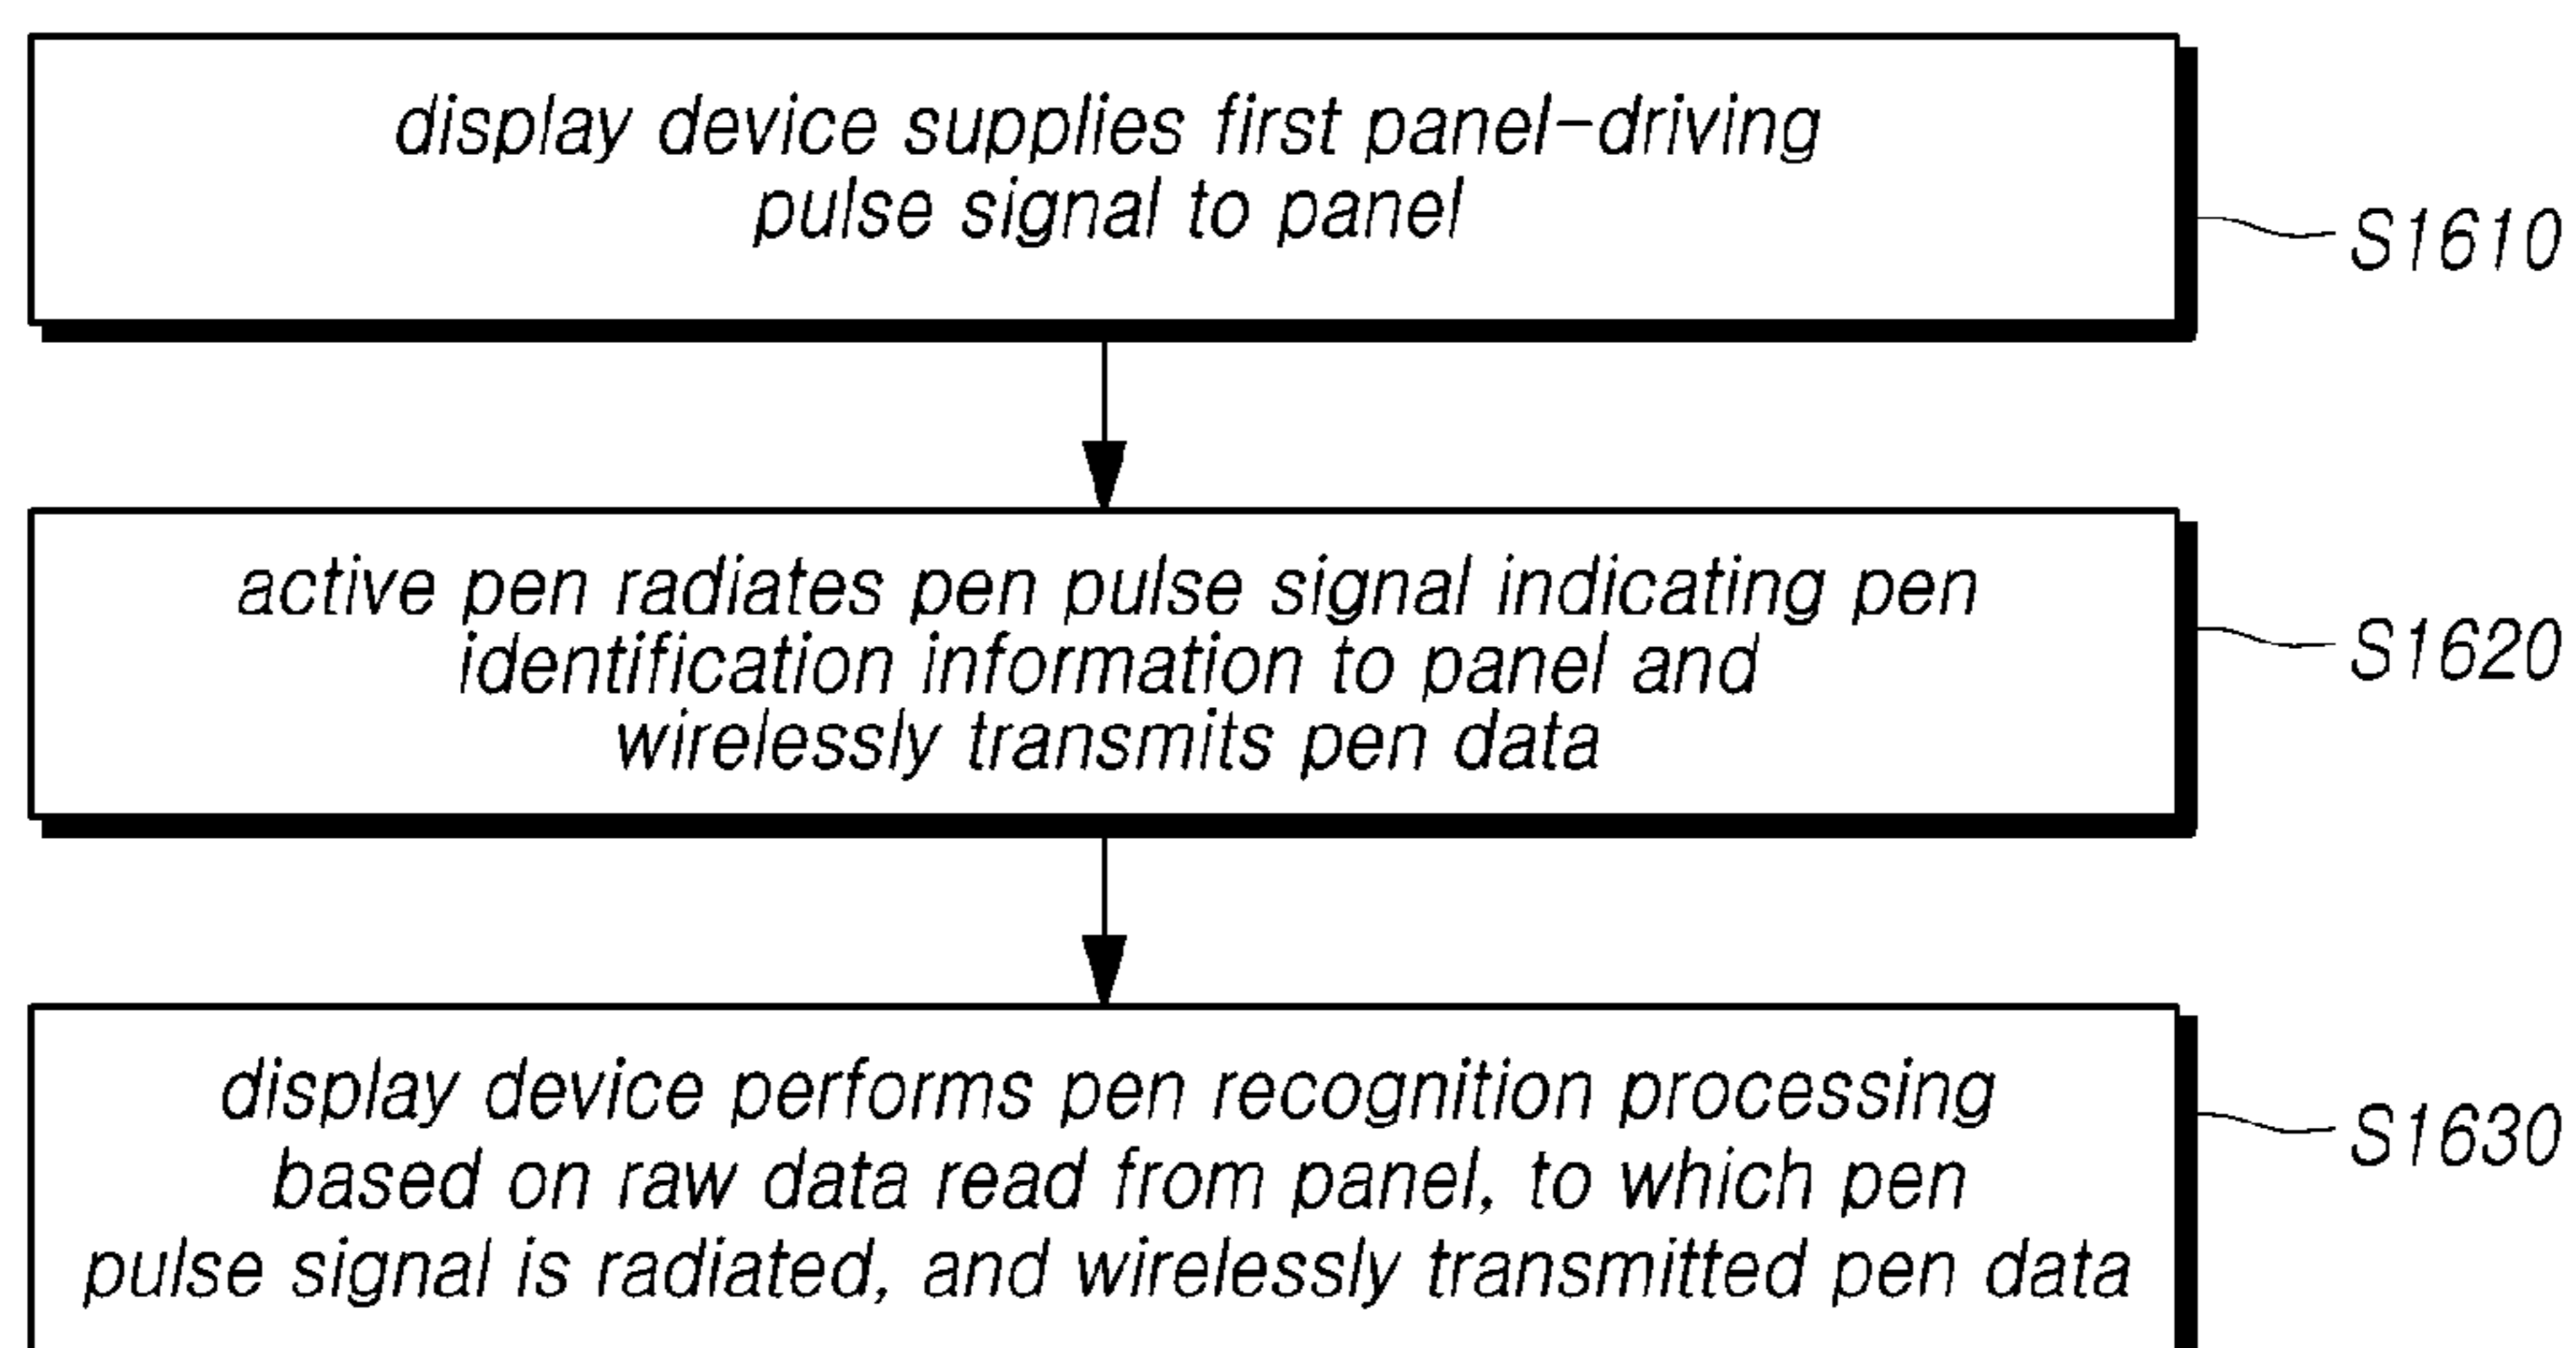 display device supplies first panel-driving
pulse signal to panel
S1610
active pen radiates pen pulse signal indicating pen
identification information to panel and
wirelessly transmits pen data
S1620
display device performs pen recognition processing
based on raw data read from panel, to which pen
pulse signal is radiated, and wirelessly transmitted pen data
S1630